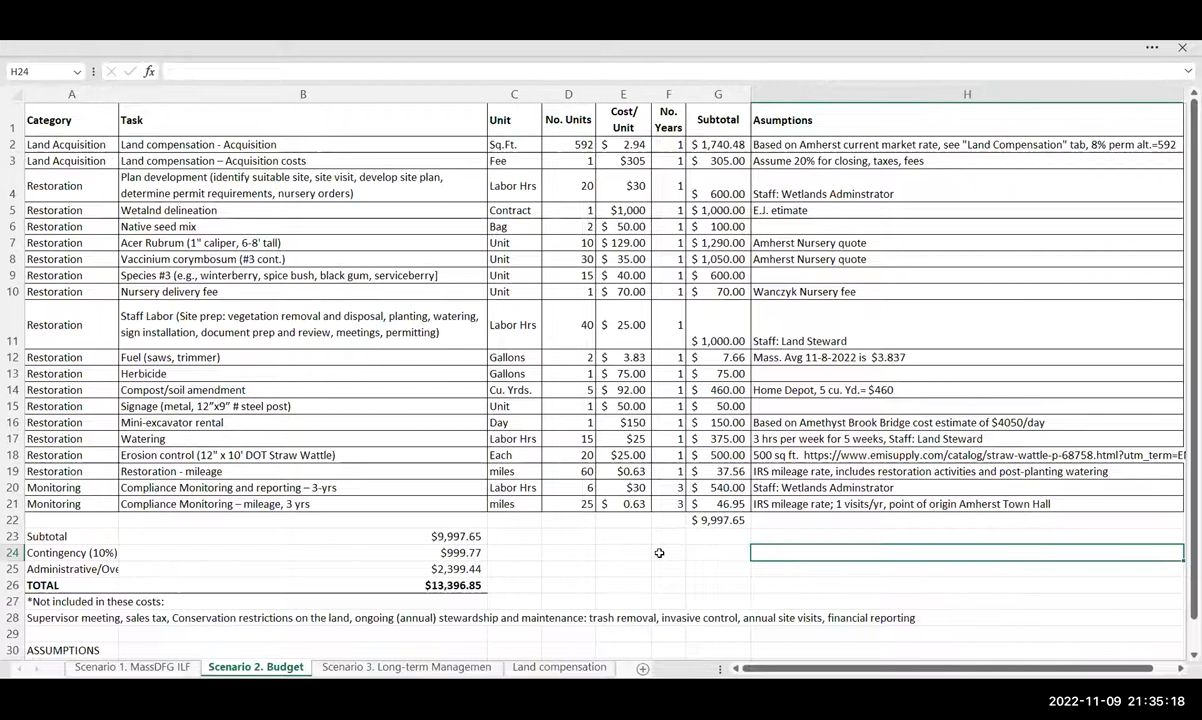 H24
fx
A B C D E F G H
1 Category Task Unit No. Units Cost/ Unit No. Years Subtotal Asumptions
2 Land Acquisition Land compensation - Acquisition Sq.Ft. 592 $ 2.94 1 $ 1,740.48 Based on Amherst current market rate, see "Land Compensation" tab, 8% perm alt.=592
3 Land Acquisition Land compensation – Acquisition costs Fee 1 $305 1 $ 305.00 Assume 20% for closing, taxes, fees
4 Restoration Plan development (identify suitable site, site visit, develop site plan, determine permit requirements, nursery orders) Labor Hrs 20 $30 1 $ 600.00 Staff: Wetlands Adminstrator
5 Restoration Wetalnd delineation Contract 1 $1,000 1 $ 1,000.00 E.J. etimate
6 Restoration Native seed mix Bag 2 $ 50.00 1 $ 100.00
7 Restoration Acer Rubrum (1" caliper, 6-8' tall) Unit 10 $ 129.00 1 $ 1,290.00 Amherst Nursery quote
8 Restoration Vaccinium corymbosum (#3 cont.) Unit 30 $ 35.00 1 $ 1,050.00 Amherst Nursery quote
9 Restoration Species #3 (e.g., winterberry, spice bush, black gum, serviceberry] Unit 15 $ 40.00 1 $ 600.00
10 Restoration Nursery delivery fee Unit 1 $ 70.00 1 $ 70.00 Wanczyk Nursery fee
11 Restoration Staff Labor (Site prep: vegetation removal and disposal, planting, watering, sign installation, document prep and review, meetings, permitting) Labor Hrs 40 $ 25.00 1 $ 1,000.00 Staff: Land Steward
12 Restoration Fuel (saws, trimmer) Gallons 2 $ 3.83 1 $ 7.66 Mass. Avg 11-8-2022 is $3.837
13 Restoration Herbicide Gallons 1 $ 75.00 1 $ 75.00
14 Restoration Compost/soil amendment Cu. Yrds. 5 $ 92.00 1 $ 460.00 Home Depot, 5 cu. Yd.= $460
15 Restoration Signage (metal, 12”x9” # steel post) Unit 1 $ 50.00 1 $ 50.00
16 Restoration Mini-excavator rental Day 1 $150 1 $ 150.00 Based on Amethyst Brook Bridge cost estimate of $4050/day
17 Restoration Watering Labor Hrs 15 $25 1 $ 375.00 3 hrs per week for 5 weeks, Staff: Land Steward
18 Restoration Erosion control (12" x 10' DOT Straw Wattle) Each 20 $25.00 1 $ 500.00 500 sq ft. https://www.emisupply.com/catalog/straw-wattle-p-68758.html?utm_term=EM
19 Restoration Restoration - mileage miles 60 $0.63 1 $ 37.56 IRS mileage rate, includes restoration activities and post-planting watering
20 Monitoring Compliance Monitoring and reporting – 3-yrs Labor Hrs 6 $30 3 $ 540.00 Staff: Wetlands Adminstrator
21 Monitoring Compliance Monitoring – mileage, 3 yrs miles 25 $ 0.63 3 $ 46.95 IRS mileage rate; 1 visits/yr, point of origin Amherst Town Hall
22 $ 9,997.65
23 Subtotal $9,997.65
24 Contingency (10%) $999.77
25 Administrative/Ove $2,399.44
26 TOTAL $13,396.85
27 *Not included in these costs:
28 Supervisor meeting, sales tax, Conservation restrictions on the land, ongoing (annual) stewardship and maintenance: trash removal, invasive control, annual site visits, financial reporting
29
30 ASSUMPTIONS
Scenario 1. MassDFG ILF Scenario 2. Budget Scenario 3. Long-term Managemen Land compensation
2022-11-09 21:35:18